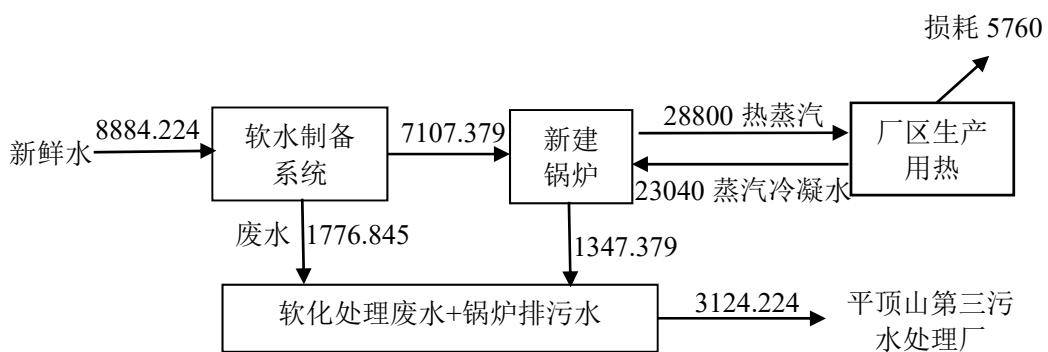 损耗 5760
8884.224
新鲜水
软水制备
系统
7107.379
新建
锅炉
28800 热蒸汽
23040 蒸汽冷凝水
厂区生产
用热
废水
1776.845
1347.379
软化处理废水+锅炉排污水
3124.224
平顶山第三污
水处理厂